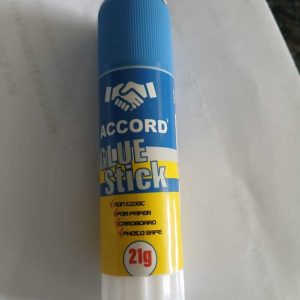 ACCORD
GLUE
Stick
NON TOXIC
FOR PAPER
CARDBOARD
PHOTO SAFE
21g